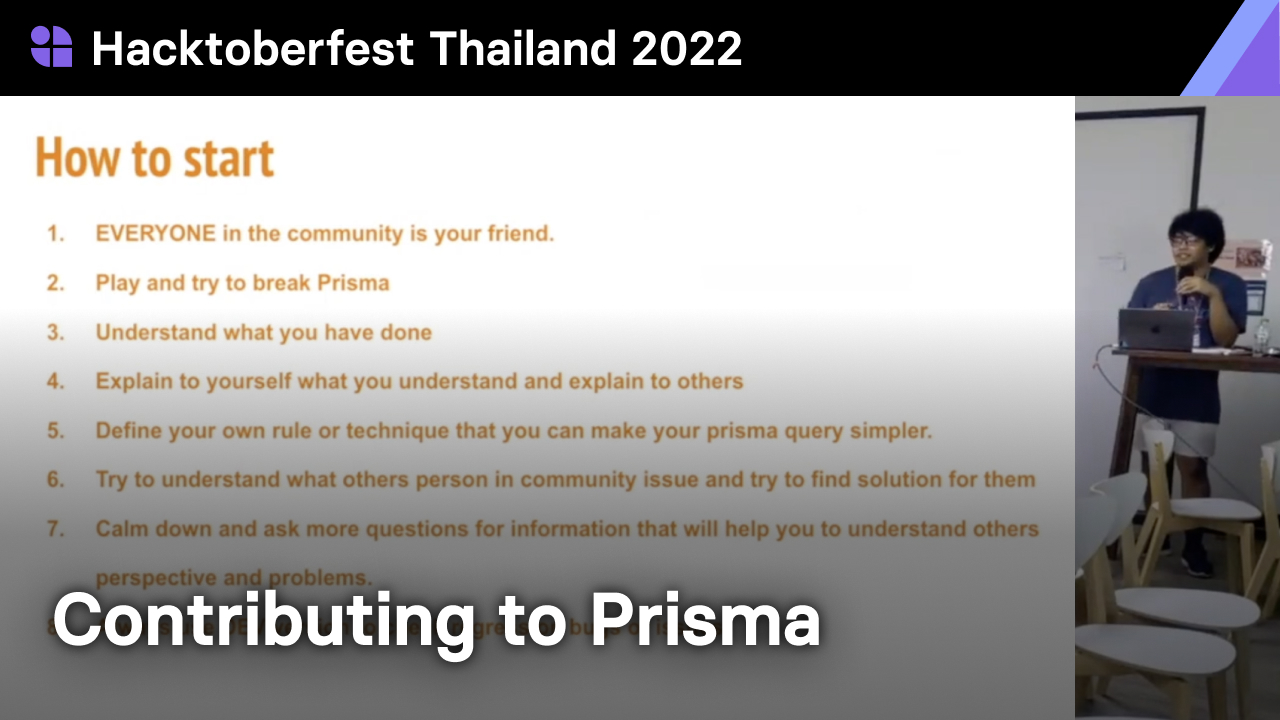 Hacktoberfest Thailand 2022
How to start
1. EVERYONE in the community is your friend.
2. Play and try to break Prisma
3. Understand what you have done
4. Explain to yourself what you understand and explain to others
5. Define your own rule or technique that you can make your prisma query simpler.
6. Try to understand what others person in community issue and try to find solution for them
7. Calm down and ask more questions for information that will help you to understand others
perspective and problems.
Contributing to Prisma